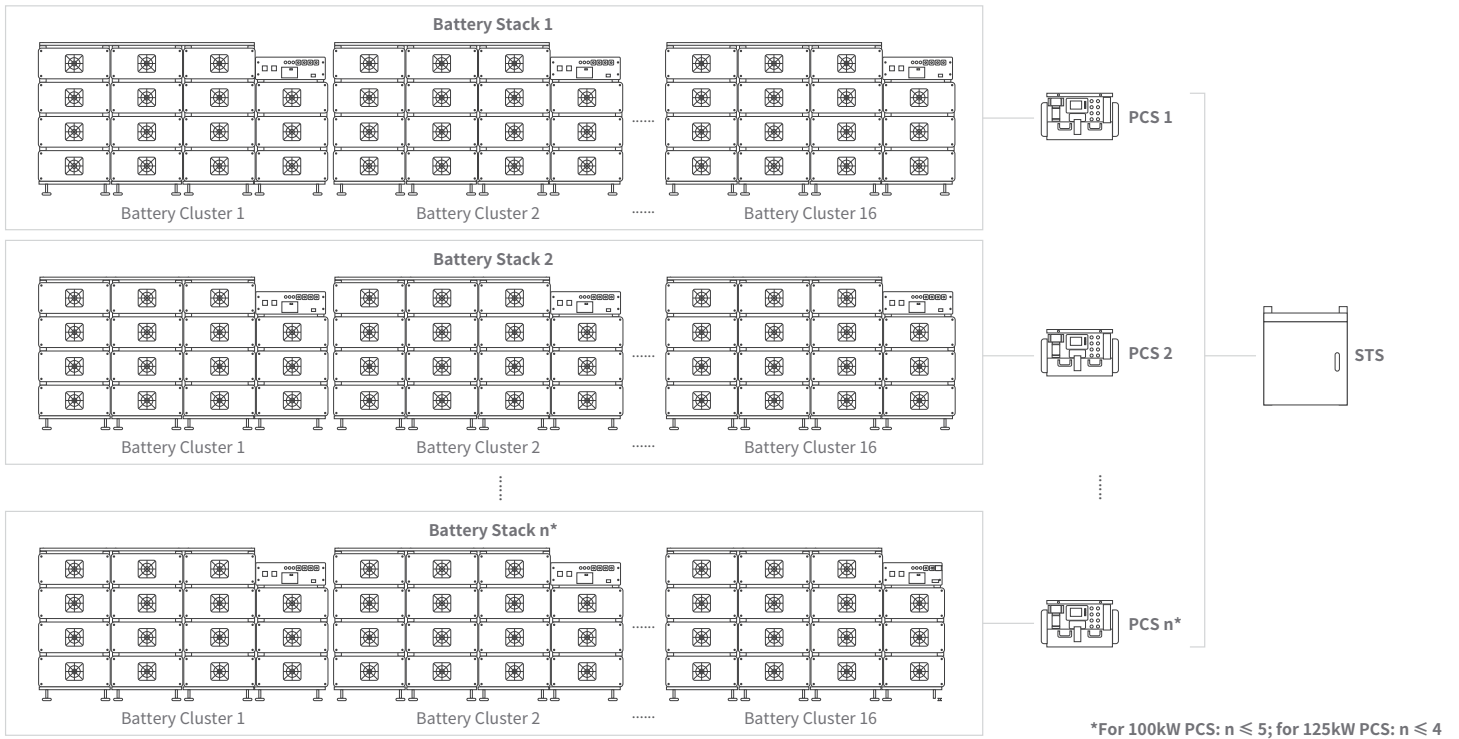 Battery Stack 1
......
Battery Cluster 1
Battery Cluster 2
......
Battery Cluster 16
PCS 1
Battery Stack 2
......
Battery Cluster 1
Battery Cluster 2
......
Battery Cluster 16
PCS 2
STS
......
......
Battery Stack n*
......
Battery Cluster 1
Battery Cluster 2
......
Battery Cluster 16
PCS n*
*For 100kW PCS: n ≤ 5; for 125kW PCS: n ≤ 4